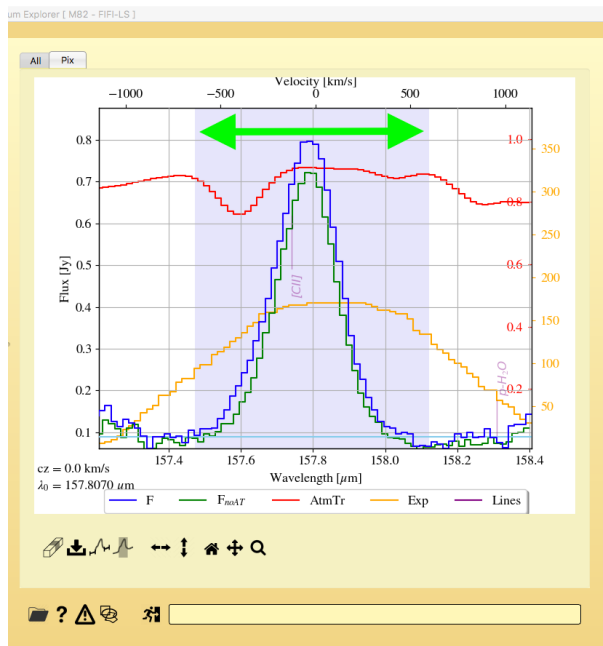 um Explorer [ M82 - FIFI-LS ]
All Pix
Velocity [km/s]
−1000 −500 0 500 1000
0.8
0.7
0.6
0.5
0.4
0.3
0.2
0.1
Flux [Jy]
1.0
0.8
0.6
0.4
0.2
350
300
250
200
150
100
50
[CII]
p-H2O
157.4 157.6 157.8 158.0 158.2 158.4
Wavelength [μm]
cz = 0.0 km/s
λ0 = 157.8070 μm
F FnoAT AtmTr Exp Lines